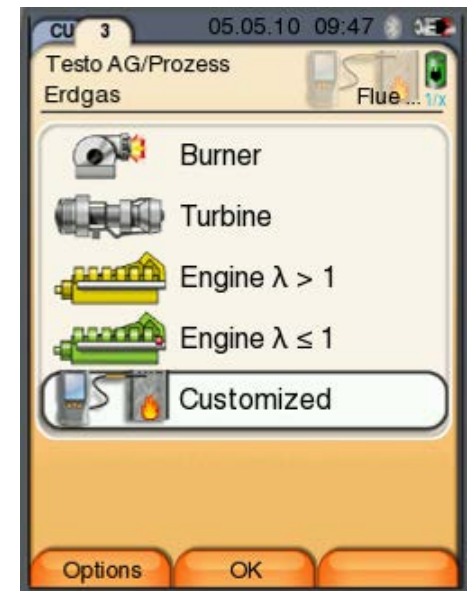 CU 3 05.05.10 09:47
Testo AG/Prozess
Erdgas Flue ... 1/x
Burner
Turbine
Engine λ > 1
Engine λ ≤ 1
Customized
Options OK